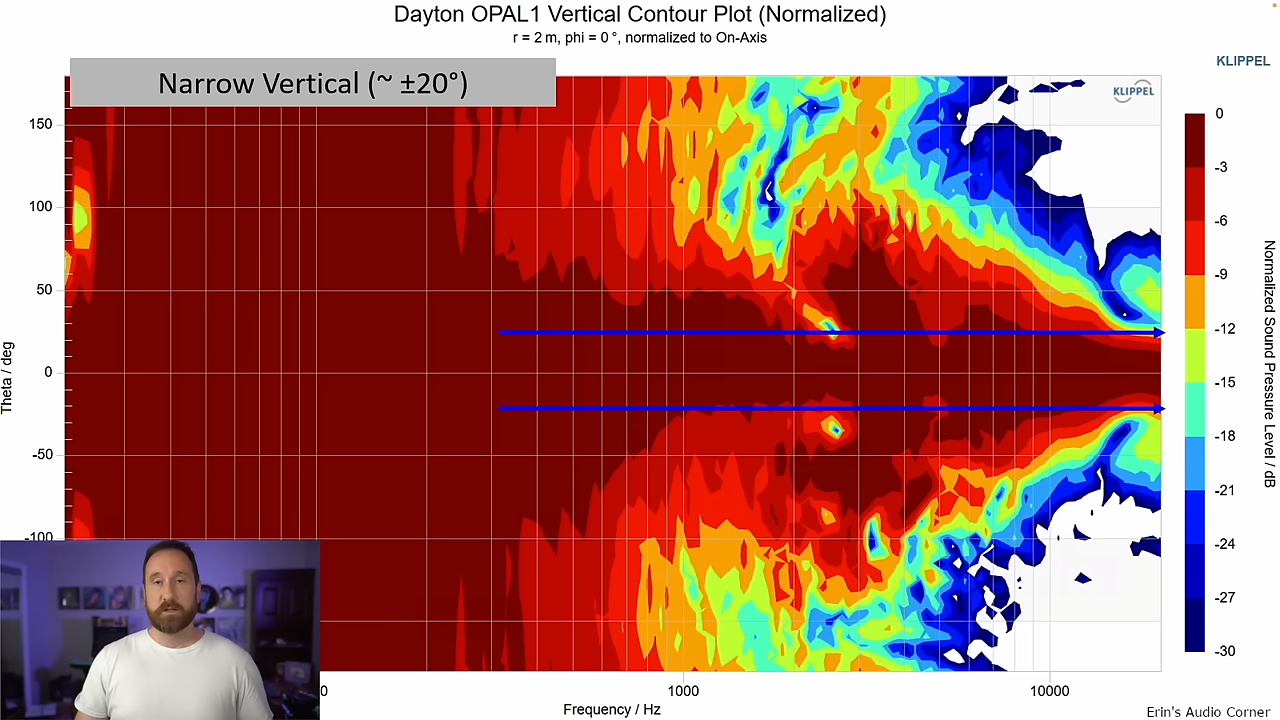 Dayton OPAL1 Vertical Contour Plot (Normalized)
r = 2 m, phi = 0 °, normalized to On-Axis
KLIPPEL
Narrow Vertical (~ ±20°)
KLIPPEL
150
100
50
0
-50
-100
Theta / deg
0
-3
-6
-9
-12
-15
-18
-21
-24
-27
-30
Normalized Sound Pressure Level / dB
0
1000
10000
Frequency / Hz
Erin's Audio Corner